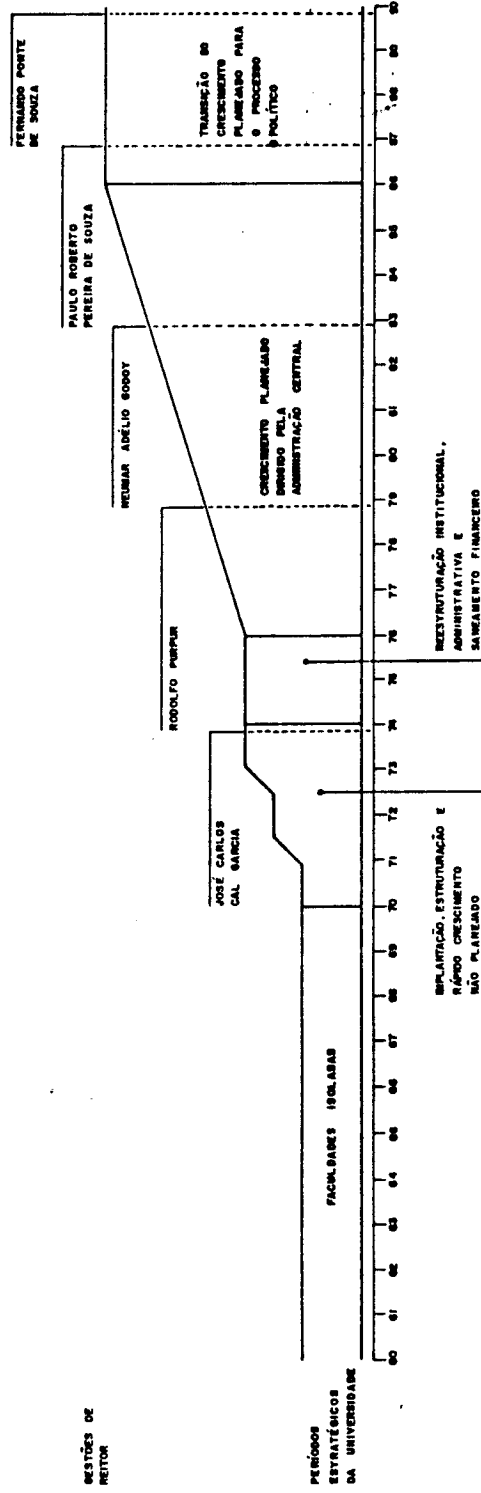 GESTÕES DE
REITOR
JOSÉ CARLOS
CAL GARCIA
RODOLFO PURPUR
NEUMAR ADÉLIO GODOY
PAULO ROBERTO
PEREIRA DE SOUZA
FERNANDO PONTE
DE SOUZA
PERÍODOS
ESTRATÉGICOS
DA UNIVERSIDADE
FACULDADES ISOLADAS
CRESCIMENTO PLANEJADO
DIRIGIDO PELA
ADMINISTRAÇÃO CENTRAL
TRANSIÇÃO DO
CRESCIMENTO
PLANEJADO PARA
O PROCESSO
POLÍTICO
60 61 62 63 64 65 66 67 68 69 70 71 72 73 74 75 76 77 78 79 80 81 82 83 84 85 86 87 88 89 90
IMPLANTAÇÃO, ESTRUTURAÇÃO E
RÁPIDO CRESCIMENTO
NÃO PLANEJADO
REESTRUTURAÇÃO INSTITUCIONAL,
ADMINISTRATIVA E
SANEAMENTO FINANCEIRO